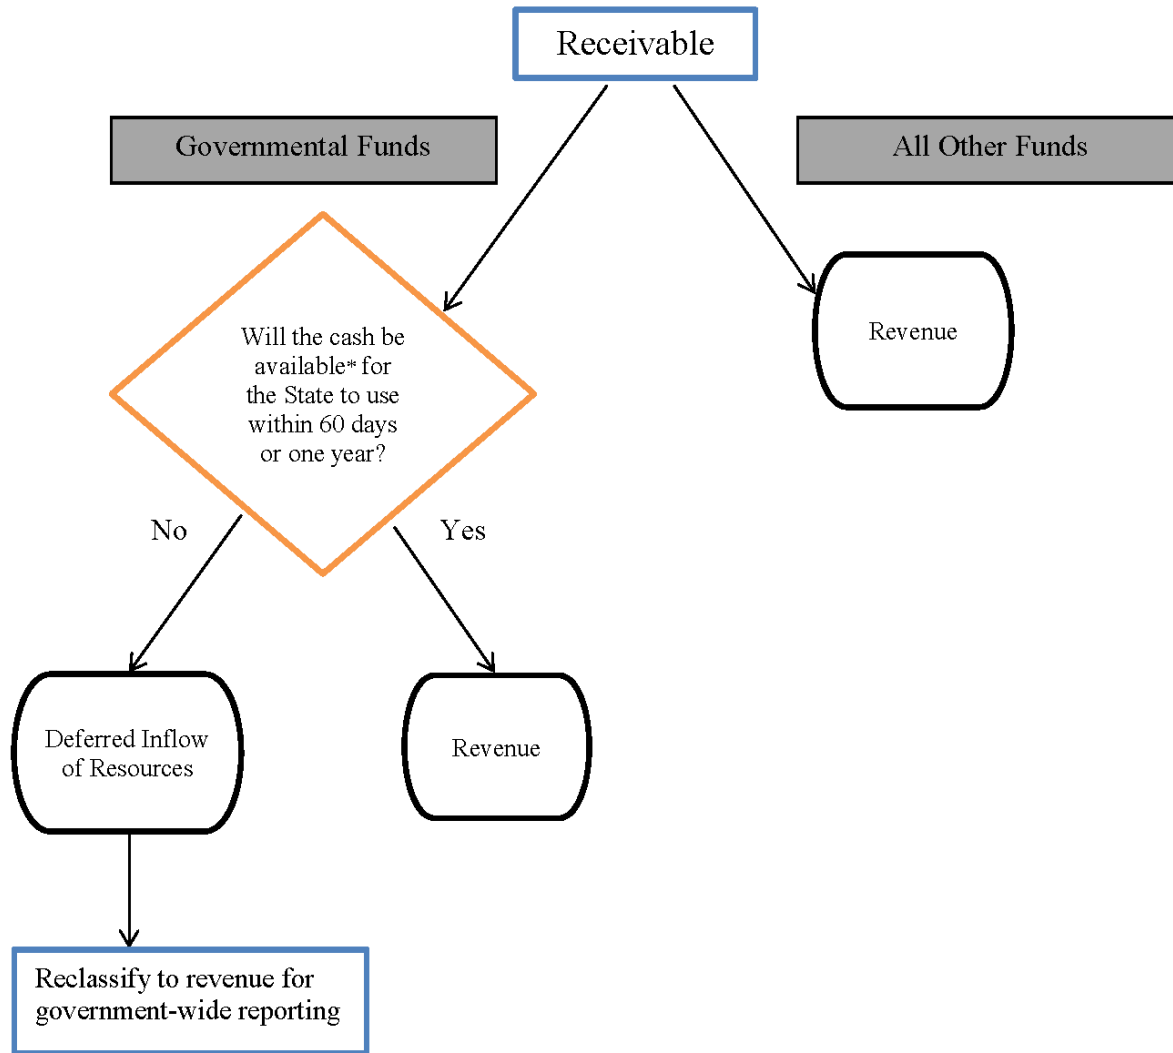 Receivable
Governmental Funds
All Other Funds
Will the cash be
available* for
the State to use
within 60 days
or one year?
Revenue
No
Yes
Deferred Inflow
of Resources
Revenue
Reclassify to revenue for
government-wide reporting